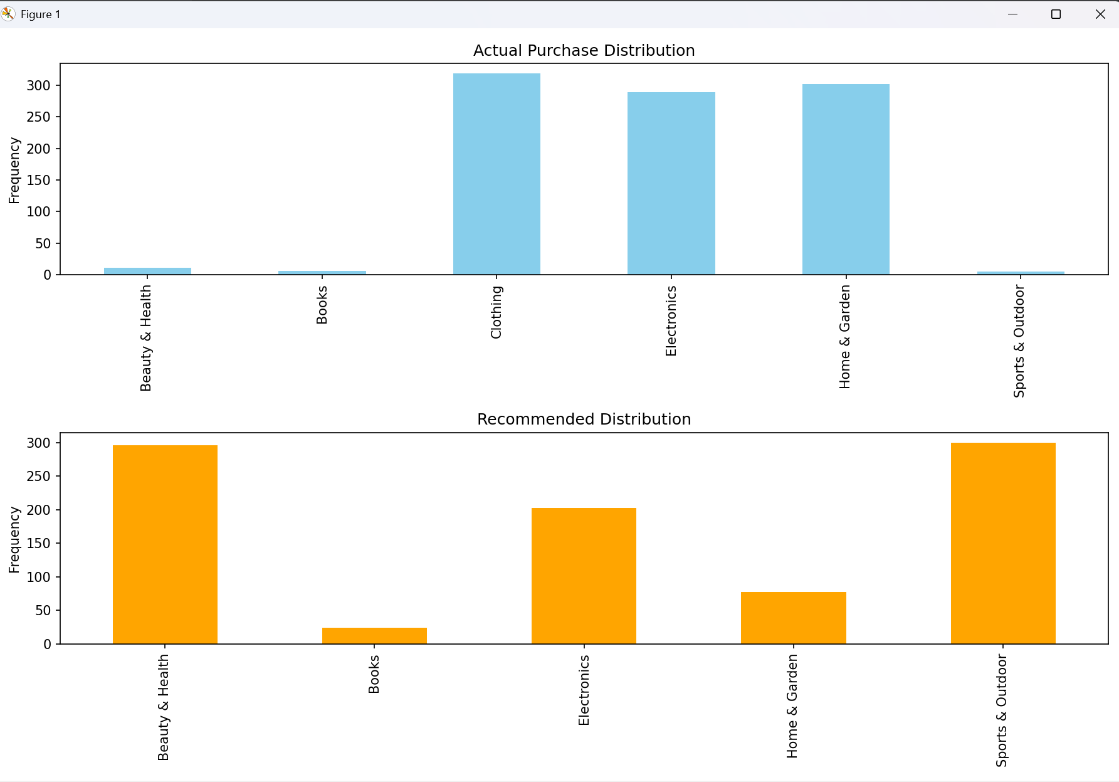 Figure 1
Actual Purchase Distribution
Frequency
300
250
200
150
100
50
0
Beauty & Health
Books
Clothing
Electronics
Home & Garden
Sports & Outdoor
Recommended Distribution
Frequency
300
250
200
150
100
50
0
Beauty & Health
Books
Electronics
Home & Garden
Sports & Outdoor